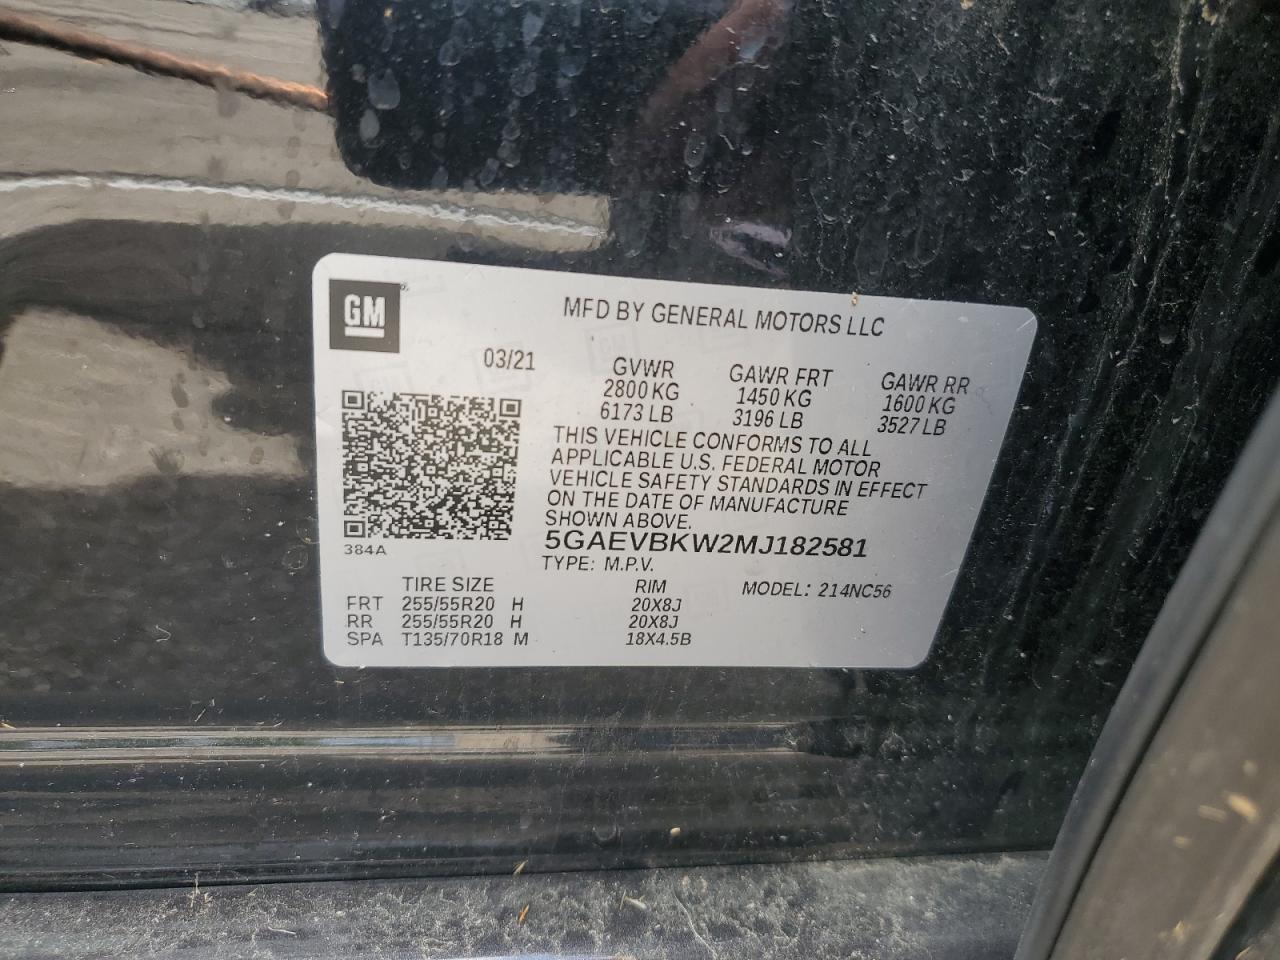 GM
MFD BY GENERAL MOTORS LLC
03/21 GVWR GAWR FRT GAWR RR
2800 KG 1450 KG 1600 KG
6173 LB 3196 LB 3527 LB
THIS VEHICLE CONFORMS TO ALL
APPLICABLE U.S. FEDERAL MOTOR
VEHICLE SAFETY STANDARDS IN EFFECT
ON THE DATE OF MANUFACTURE
SHOWN ABOVE.
384A
5GAEVBKW2MJ182581
TYPE: M.P.V.
TIRE SIZE RIM MODEL: 214NC56
FRT 255/55R20 H 20X8J
RR 255/55R20 H 20X8J
SPA T135/70R18 M 18X4.5B